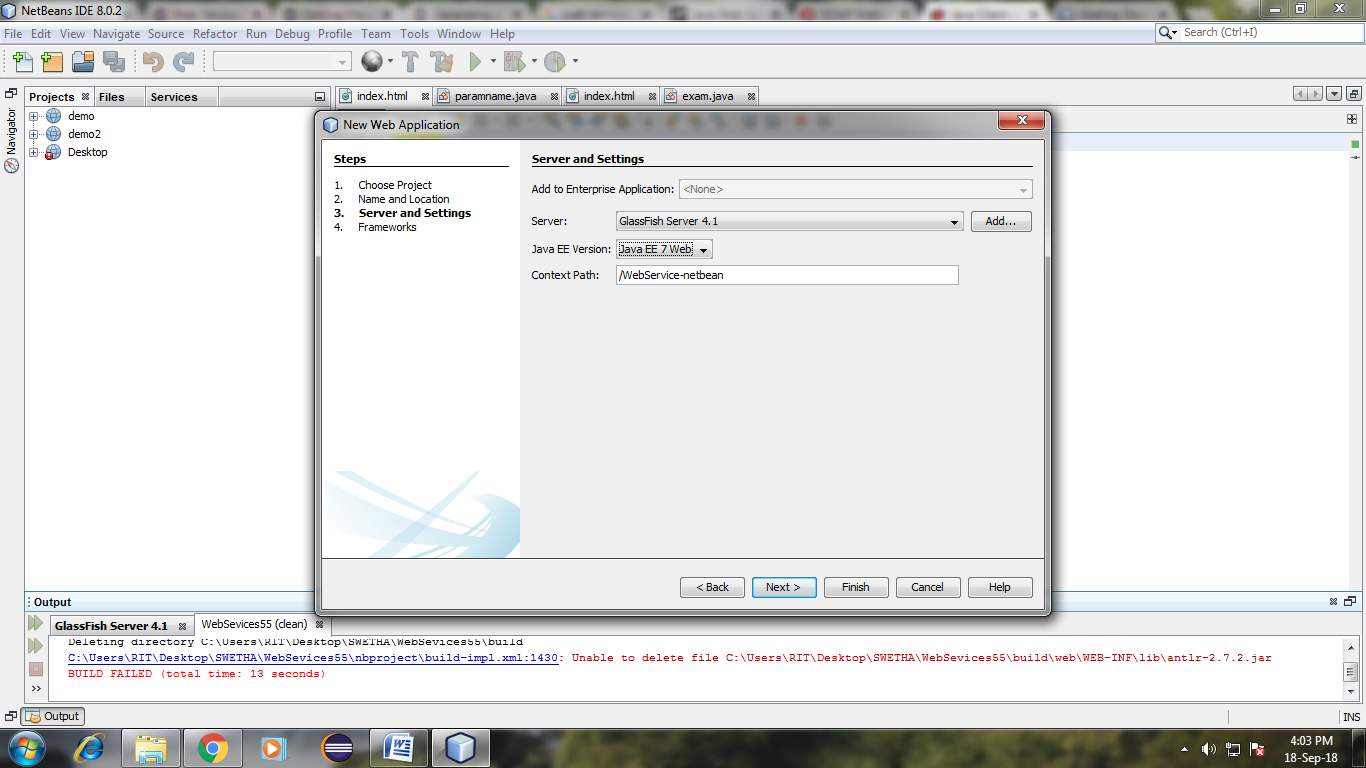 NetBeans IDE 8.0.2
File Edit View Navigate Source Refactor Run Debug Profile Team Tools Window Help
Search (Ctrl+I)
Projects Files Services
index.html paramname.java index.html exam.java
Navigator
demo
demo2
Desktop
New Web Application
Steps
1. Choose Project
2. Name and Location
3. Server and Settings
4. Frameworks
Server and Settings
Add to Enterprise Application: <None>
Server: GlassFish Server 4.1 Add...
Java EE Version: Java EE 7 Web
Context Path: /WebService-netbean
< Back Next > Finish Cancel Help
Output
GlassFish Server 4.1 WebSevices55 (clean)
Deleting directory C:\Users\RIT\Desktop\SWETHA\WebSevices55\build
C:\Users\RIT\Desktop\SWETHA\WebSevices55\nbproject\build-impl.xml:1430: Unable to delete file C:\Users\RIT\Desktop\SWETHA\WebSevices55\build\web\WEB-INF\lib\antlr-2.7.2.jar
BUILD FAILED (total time: 13 seconds)
Output
INS
4:03 PM
18-Sep-18